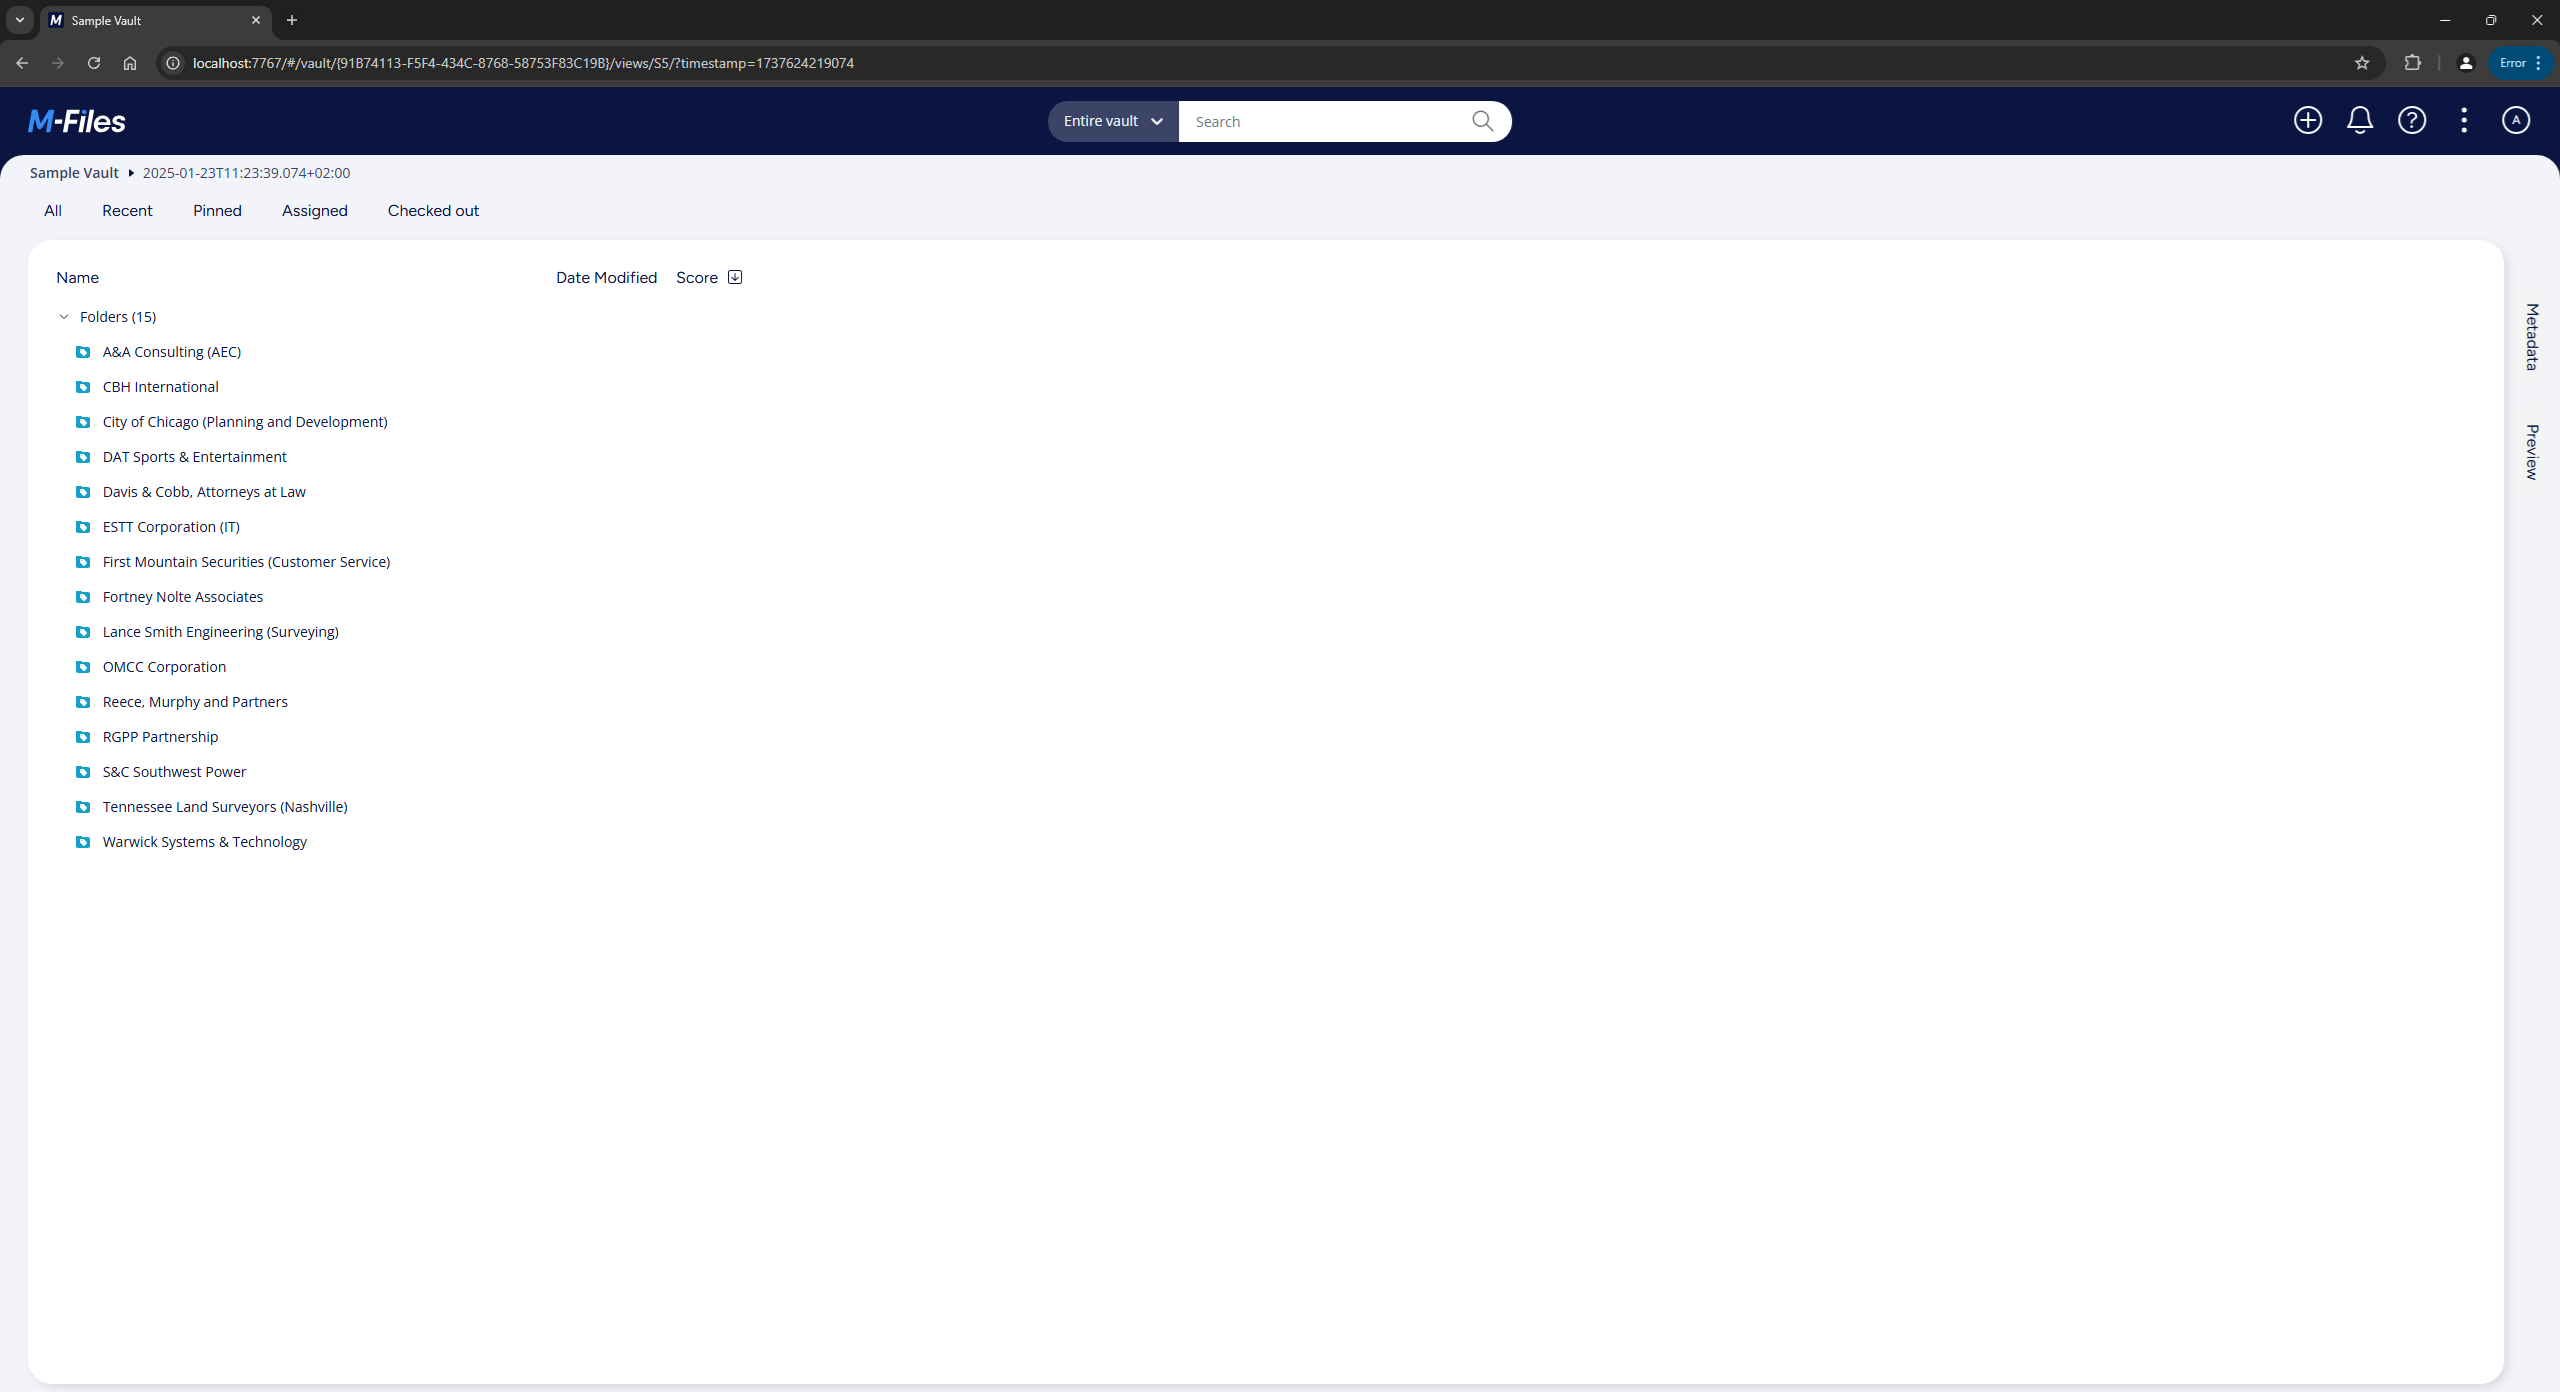 Sample Vault
localhost:7767/#/vault/{91B74113-F5F4-434C-8768-58753F83C19B}/views/S5/?timestamp=1737624219074
Error
M-Files
Entire vault
Search
A
Sample Vault
2025-01-23T11:23:39.074+02:00
All
Recent
Pinned
Assigned
Checked out
Name
Date Modified
Score
Folders (15)
A&A Consulting (AEC)
CBH International
City of Chicago (Planning and Development)
DAT Sports & Entertainment
Davis & Cobb, Attorneys at Law
ESTT Corporation (IT)
First Mountain Securities (Customer Service)
Fortney Nolte Associates
Lance Smith Engineering (Surveying)
OMCC Corporation
Reece, Murphy and Partners
RGPP Partnership
S&C Southwest Power
Tennessee Land Surveyors (Nashville)
Warwick Systems & Technology
Metadata
Preview